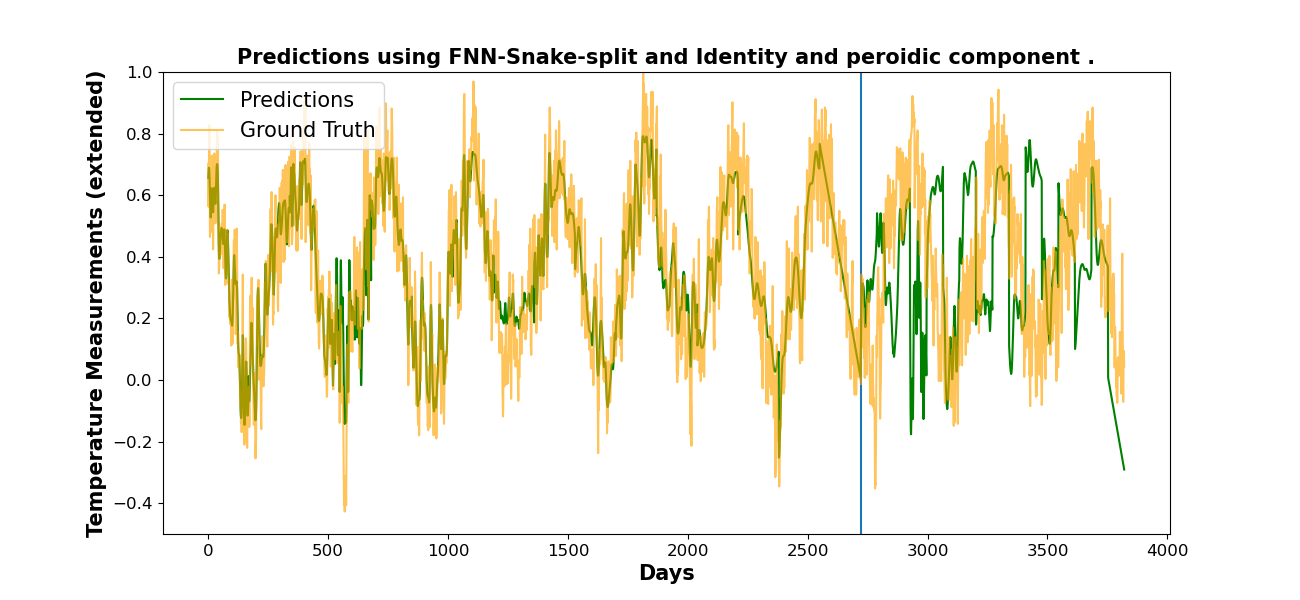 Predictions using FNN-Snake-split and Identity and peroidic component .
Temperature Measurements (extended)
1.0
0.8
0.6
0.4
0.2
0.0
−0.2
−0.4
Predictions
Ground Truth
0 500 1000 1500 2000 2500 3000 3500 4000
Days